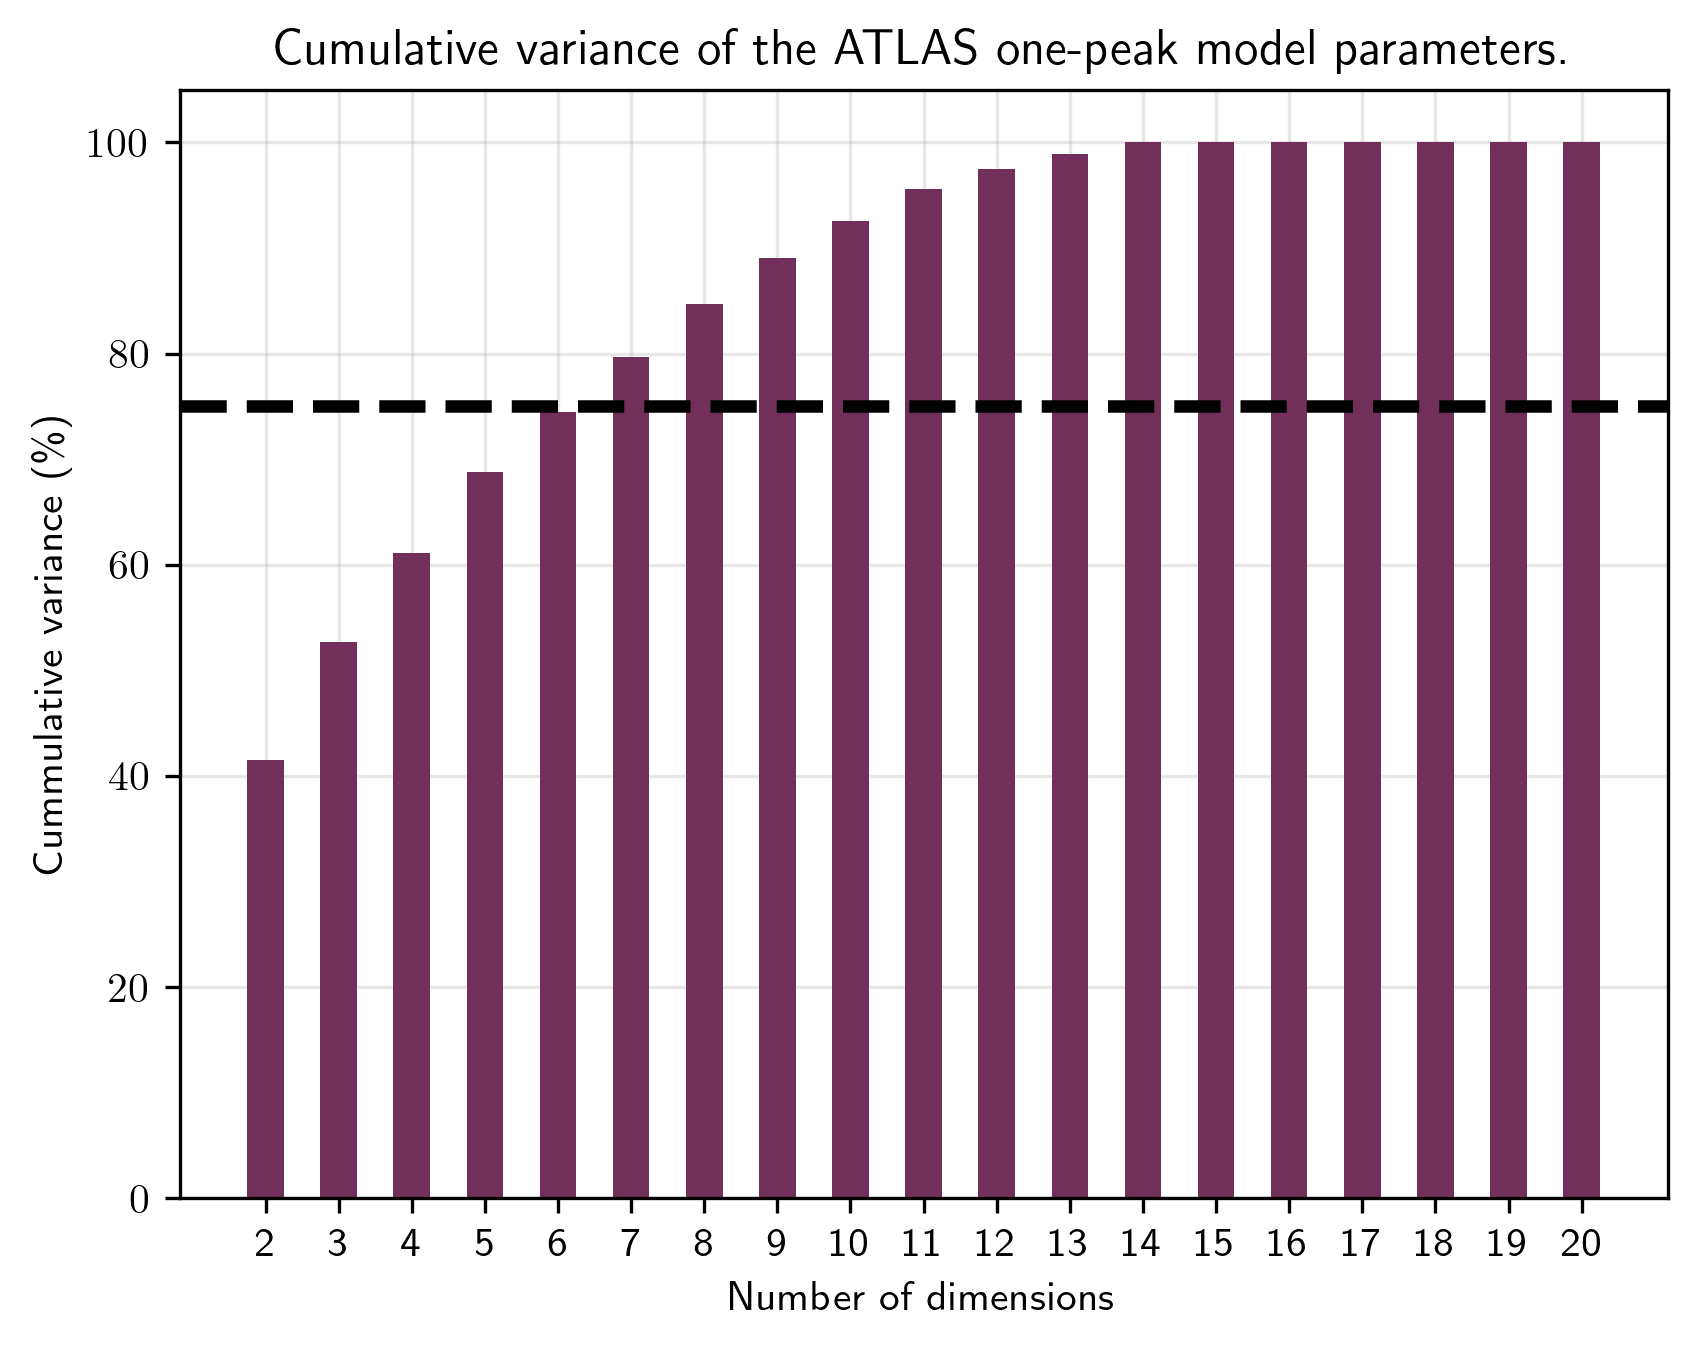 Cumulative variance of the ATLAS one-peak model parameters.
Cummulative variance (%)
100
80
60
40
20
0
2 3 4 5 6 7 8 9 10 11 12 13 14 15 16 17 18 19 20
Number of dimensions